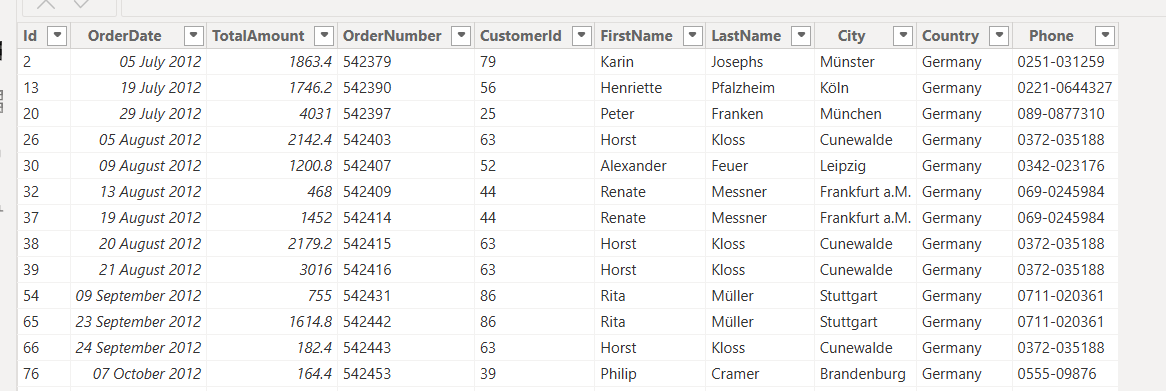 Id OrderDate TotalAmount OrderNumber CustomerId FirstName LastName City Country Phone
2 05 July 2012 1863.4 542379 79 Karin Josephs Münster Germany 0251-031259
13 19 July 2012 1746.2 542390 56 Henriette Pfalzheim Köln Germany 0221-0644327
20 29 July 2012 4031 542397 25 Peter Franken München Germany 089-0877310
26 05 August 2012 2142.4 542403 63 Horst Kloss Cunewalde Germany 0372-035188
30 09 August 2012 1200.8 542407 52 Alexander Feuer Leipzig Germany 0342-023176
32 13 August 2012 468 542409 44 Renate Messner Frankfurt a.M. Germany 069-0245984
37 19 August 2012 1452 542414 44 Renate Messner Frankfurt a.M. Germany 069-0245984
38 20 August 2012 2179.2 542415 63 Horst Kloss Cunewalde Germany 0372-035188
39 21 August 2012 3016 542416 63 Horst Kloss Cunewalde Germany 0372-035188
54 09 September 2012 755 542431 86 Rita Müller Stuttgart Germany 0711-020361
65 23 September 2012 1614.8 542442 86 Rita Müller Stuttgart Germany 0711-020361
66 24 September 2012 182.4 542443 63 Horst Kloss Cunewalde Germany 0372-035188
76 07 October 2012 164.4 542453 39 Philip Cramer Brandenburg Germany 0555-09876